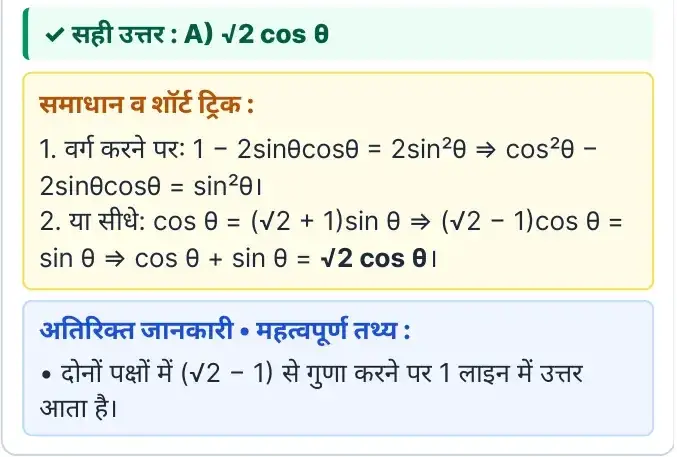 ✓ सही उत्तर : A) √2 cos θ
समाधान व शॉर्ट ट्रिक :
1. वर्ग करने पर: 1 − 2sinθcosθ = 2sin²θ ⇒ cos²θ −
2sinθcosθ = sin²θ।
2. या सीधे: cos θ = (√2 + 1)sin θ ⇒ (√2 − 1)cos θ =
sin θ ⇒ cos θ + sin θ = √2 cos θ।
अतिरिक्त जानकारी • महत्वपूर्ण तथ्य :
• दोनों पक्षों में (√2 − 1) से गुणा करने पर 1 लाइन में उत्तर
आता है।